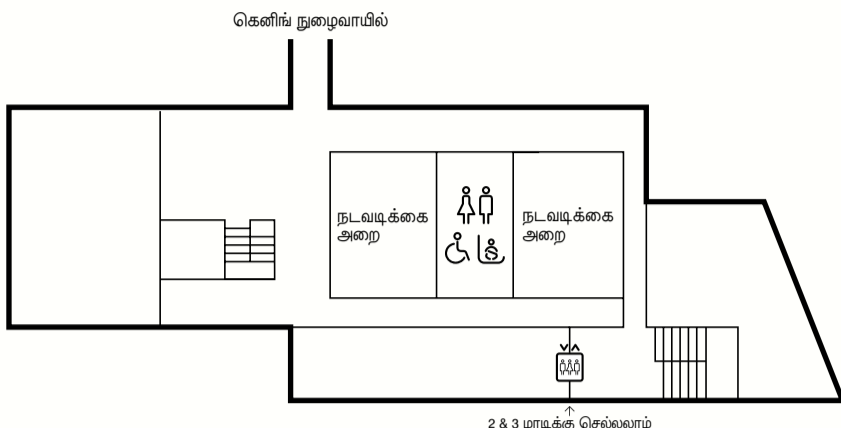 கெனிங் நுழைவாயில்
நடவடிக்கை
அறை
நடவடிக்கை
அறை
2 & 3 மாடிக்கு செல்லலாம்